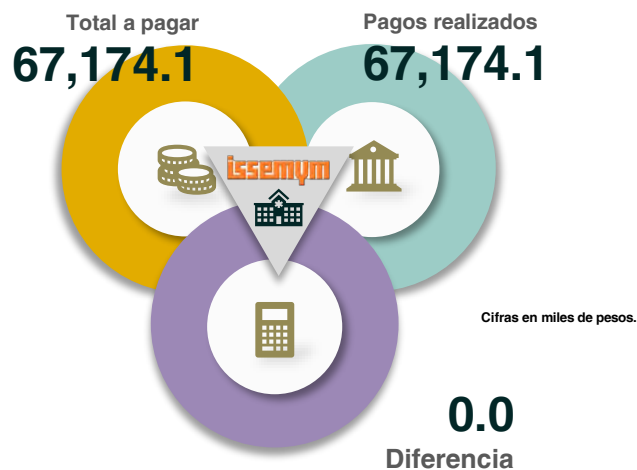 Total a pagar
67,174.1
Pagos realizados
67,174.1
issemym
Cifras en miles de pesos.
0.0
Diferencia